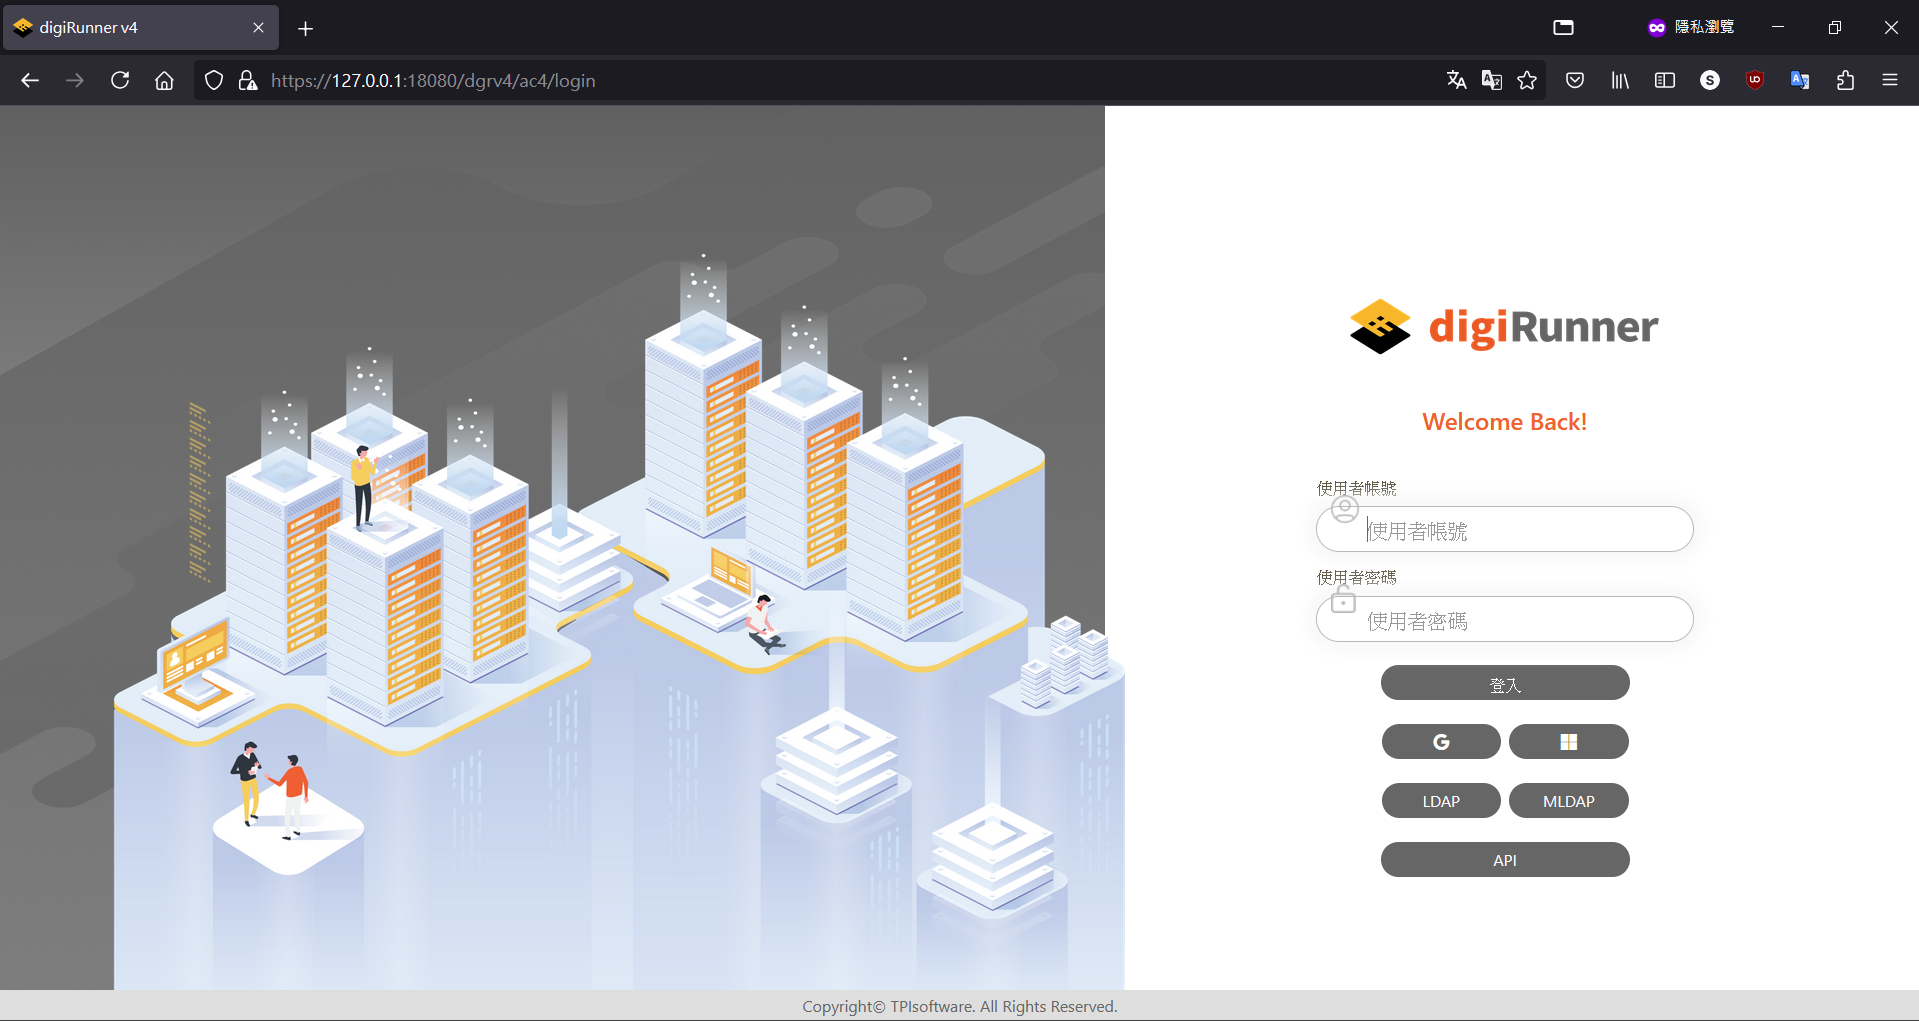 digiRunner v4
隱私瀏覽
https://127.0.0.1:18080/dgrv4/ac4/login
digiRunner
Welcome Back!
使用者帳號
使用者帳號
使用者密碼
使用者密碼
登入
G
LDAP MLDAP
API
Copyright© TPIsoftware. All Rights Reserved.